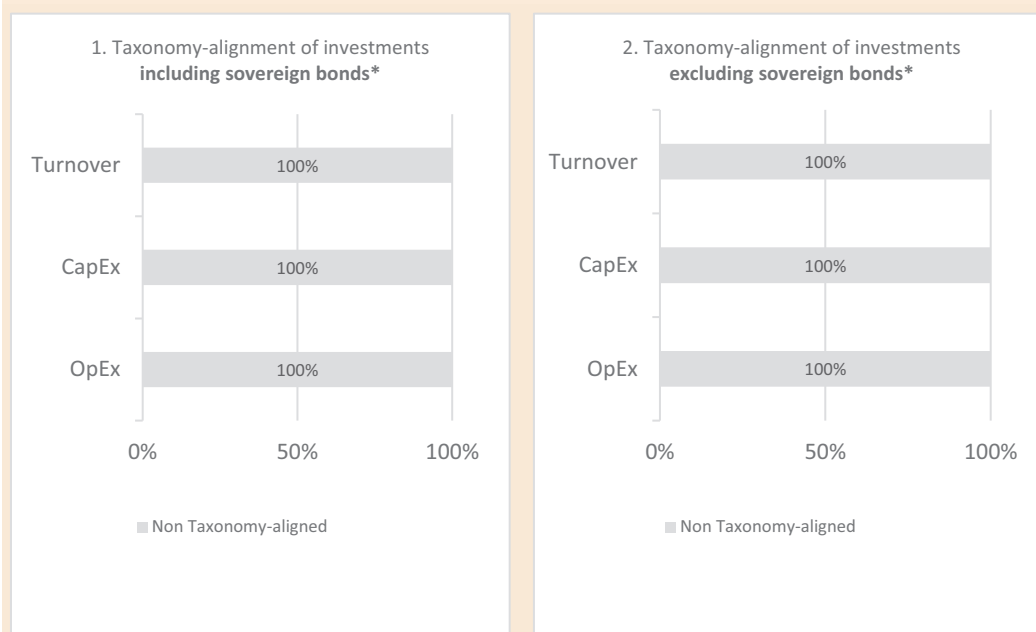 1. Taxonomy-alignment of investments
including sovereign bonds*
Turnover
100%
CapEx
100%
OpEx
100%
0%
50%
100%
Non Taxonomy-aligned
2. Taxonomy-alignment of investments
excluding sovereign bonds*
Turnover
100%
CapEx
100%
OpEx
100%
0%
50%
100%
Non Taxonomy-aligned